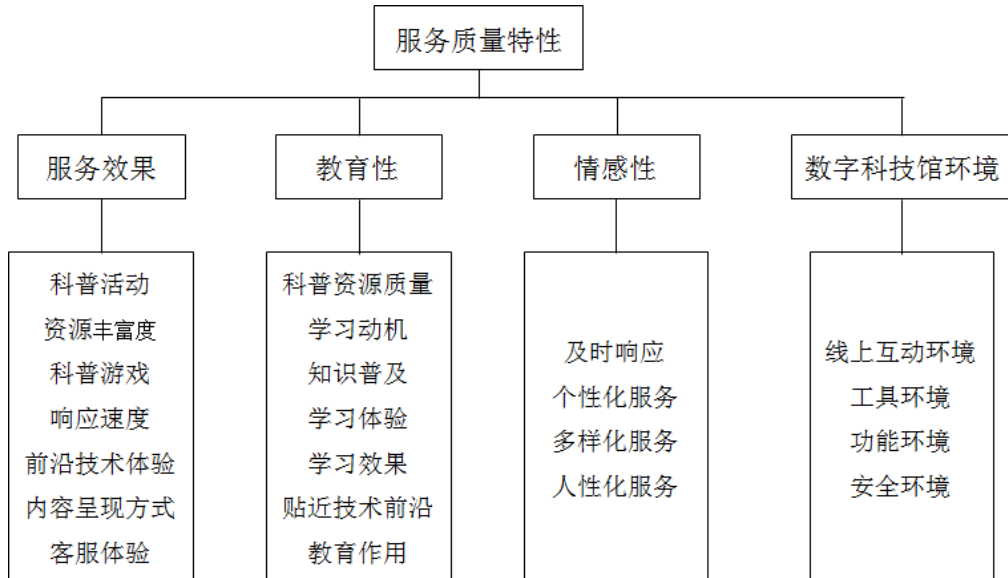 服务质量特性
服务效果
教育性
情感性
数字科技馆环境
科普活动
资源丰富度
科普游戏
响应速度
前沿技术体验
内容呈现方式
客服体验
科普资源质量
学习动机
知识普及
学习体验
学习效果
贴近技术前沿
教育作用
及时响应
个性化服务
多样化服务
人性化服务
线上互动环境
工具环境
功能环境
安全环境